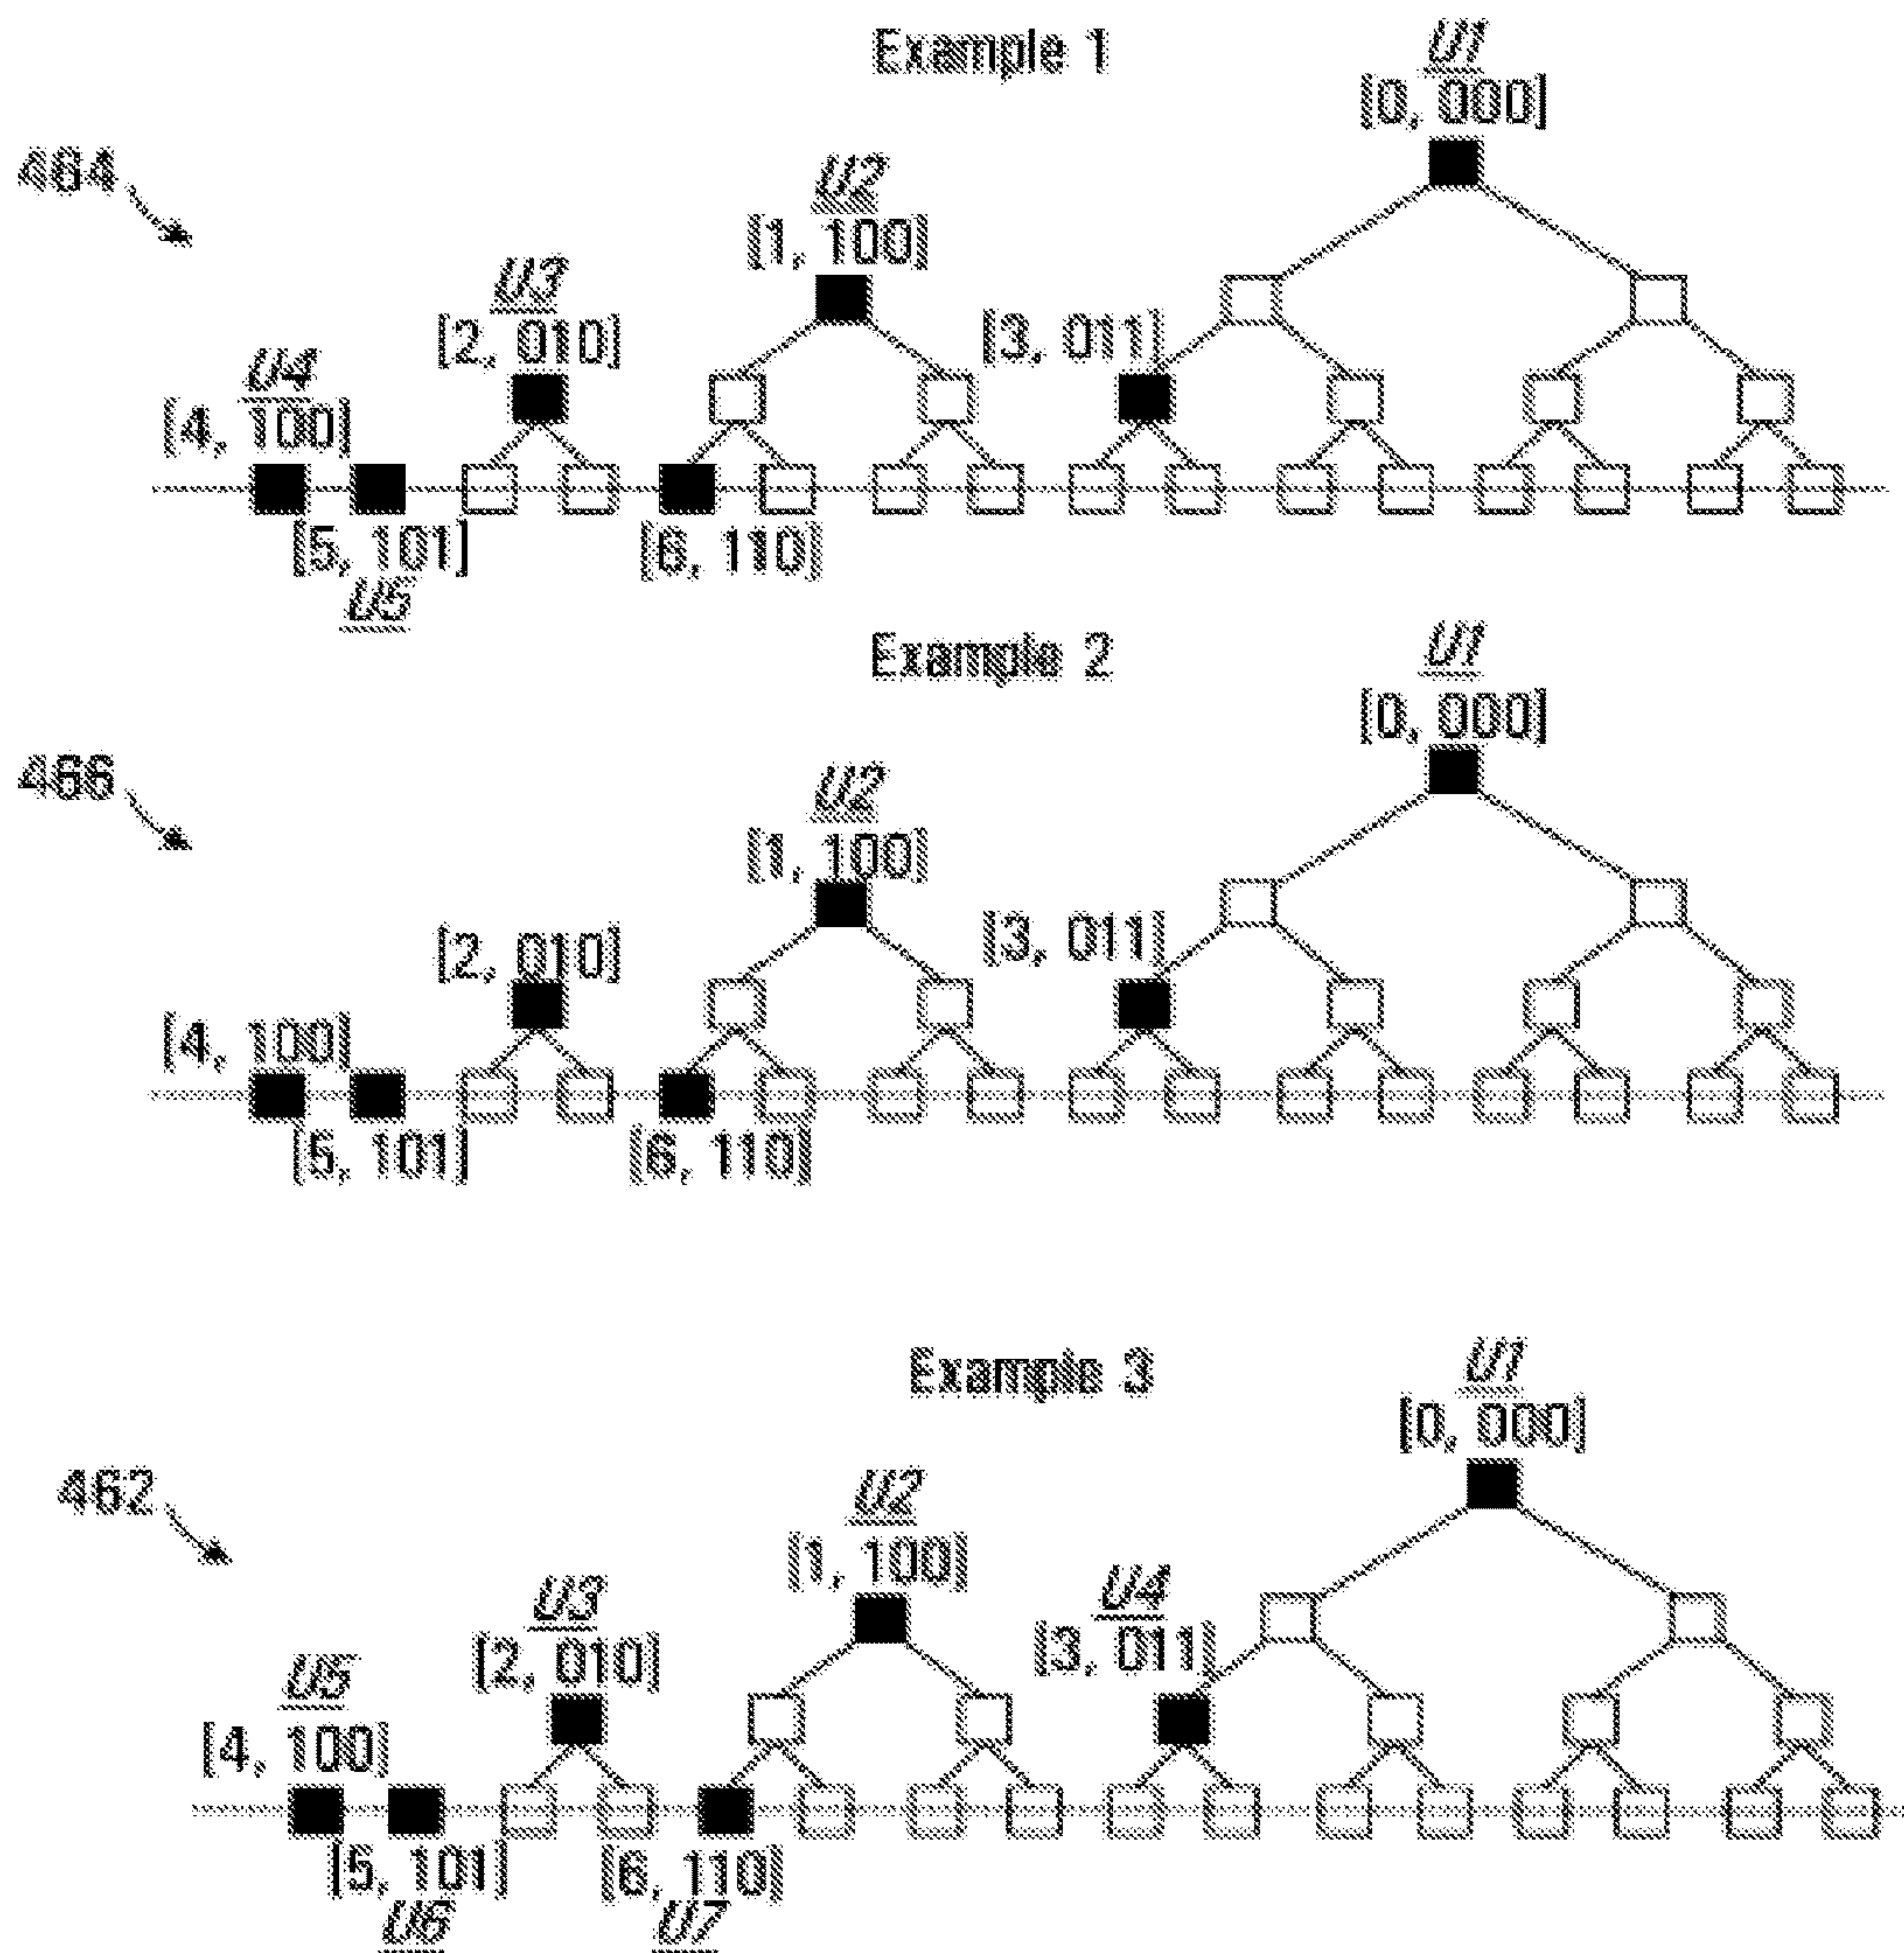 Example 1
U1
[0, 000]
464
U2
[1, 100]
U3
[2, 010]
[3, 011]
U4
[4, 100]
[5, 101]
U5
[6, 110]
Example 2
U1
[0, 000]
466
U2
[1, 100]
[2, 010]
[3, 011]
[4, 100]
[5, 101]
[6, 110]
Example 3
U1
[0, 000]
462
U2
[1, 100]
U3
[2, 010]
U4
[3, 011]
U5
[4, 100]
[5, 101]
U6
[6, 110]
U7